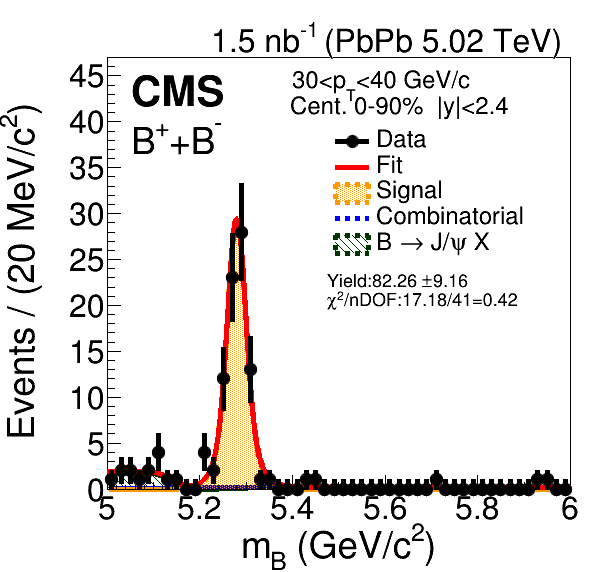 1.5 nb⁻¹ (PbPb 5.02 TeV)
CMS
B⁺+B⁻
30<p_T<40 GeV/c
Cent. 0-90% |y|<2.4
Data
Fit
Signal
Combinatorial
B → J/ψ X
Yield:82.26 ±9.16
χ²/nDOF:17.18/41=0.42
Events / (20 MeV/c²)
45
40
35
30
25
20
15
10
5
0
5 5.2 5.4 5.6 5.8 6
m_B (GeV/c²)